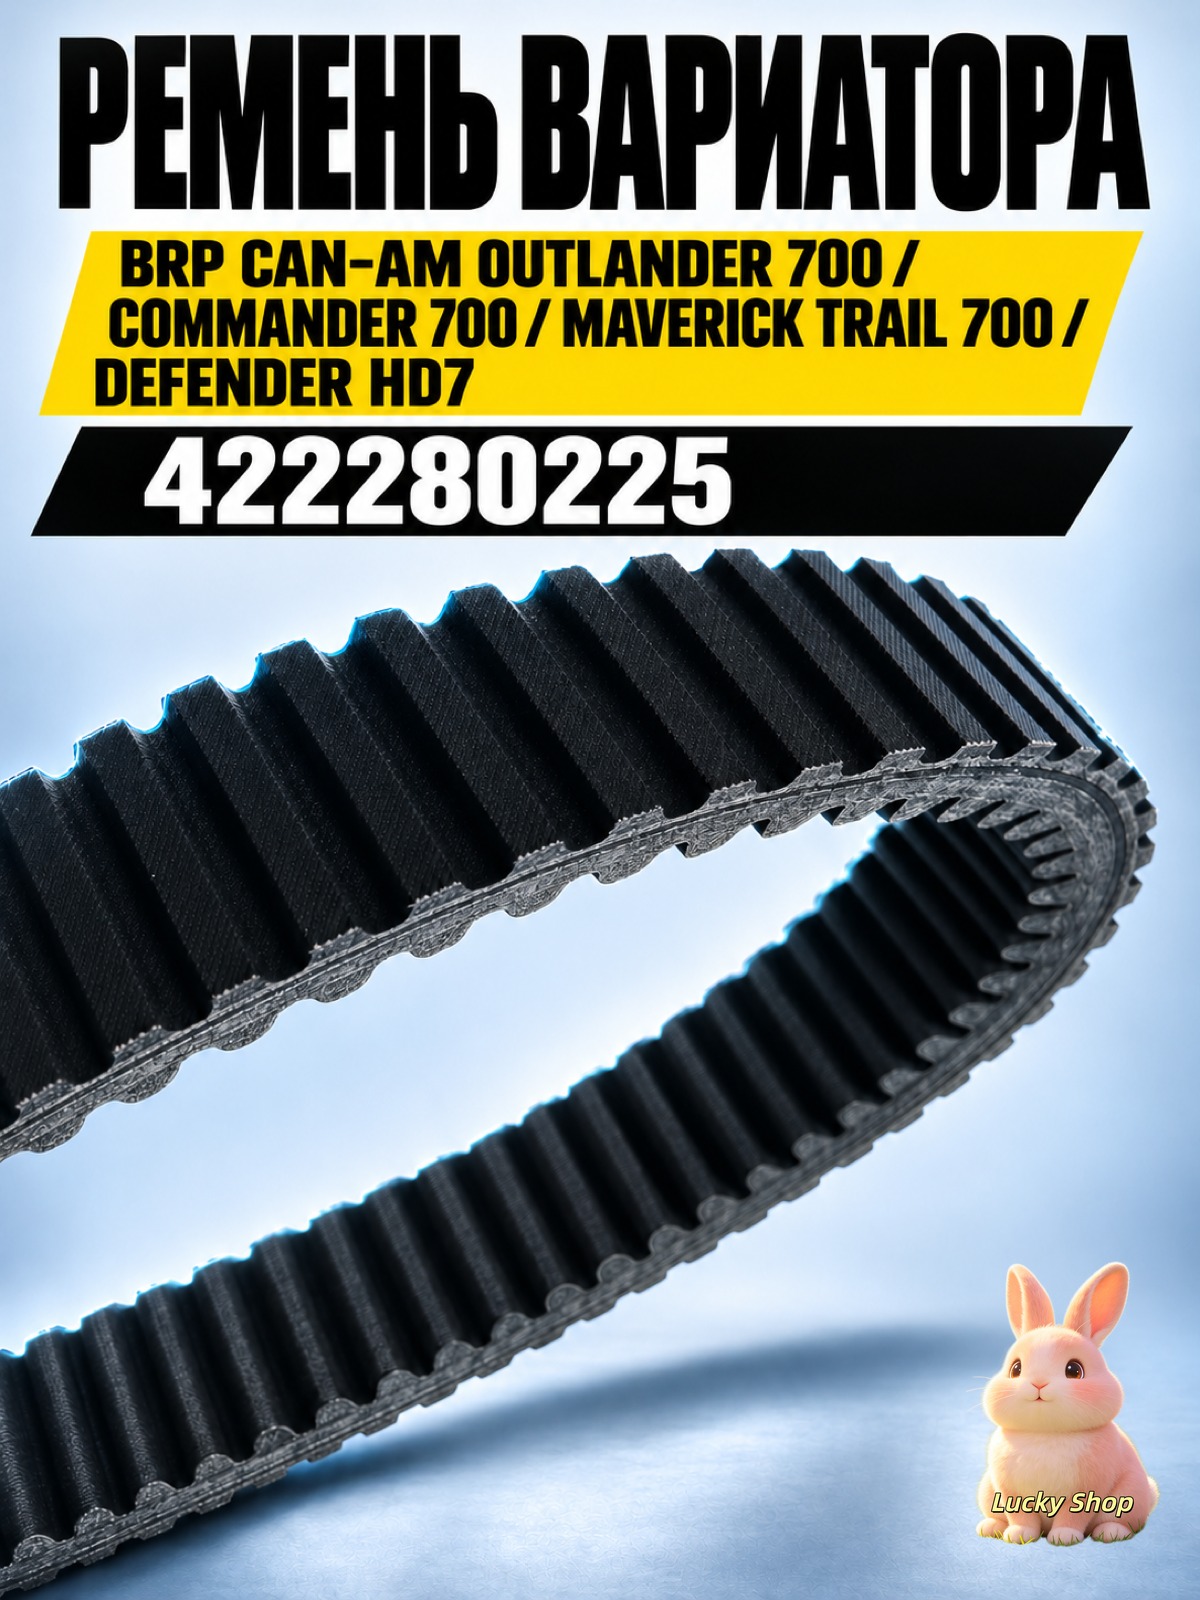 РЕМЕНЬ ВАРИАТОРА
BRP CAN-AM OUTLANDER 700 /
COMMANDER 700 / MAVERICK TRAIL 700 /
DEFENDER HD7
422280225
Lucky Shop